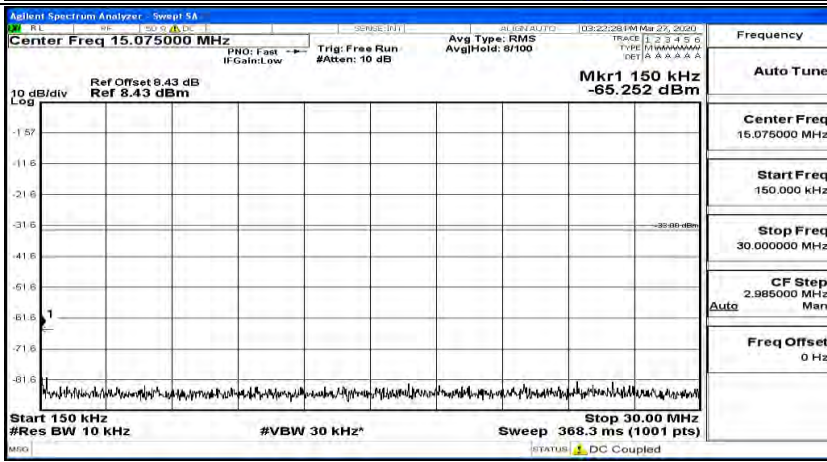 Agilent Spectrum Analyzer - Swept SA
RL RF 50 Ω DC SENSE:INT ALIGN AUTO 03:22:28 PM Mar 27, 2020
Center Freq 15.075000 MHz
PNO: Fast
IFGain:Low
Trig: Free Run
#Atten: 10 dB
Avg Type: RMS
Avg|Hold: 8/100
TRACE 1 2 3 4 5 6
TYPE M W W W W W
DET A A A A A A
Ref Offset 8.43 dB
Ref 8.43 dBm
10 dB/div
Log
Mkr1 150 kHz
-65.252 dBm
-1.57
-11.6
-21.6
-31.6
-33.00 dBm
-41.6
-51.6
-61.6
1
-71.6
-81.6
Start 150 kHz
Stop 30.00 MHz
#Res BW 10 kHz
#VBW 30 kHz*
Sweep 368.3 ms (1001 pts)
MSG
STATUS
DC Coupled
Frequency
Auto Tune
Center Freq
15.075000 MHz
Start Freq
150.000 kHz
Stop Freq
30.000000 MHz
CF Step
2.985000 MHz
Auto Man
Freq Offset
0 Hz